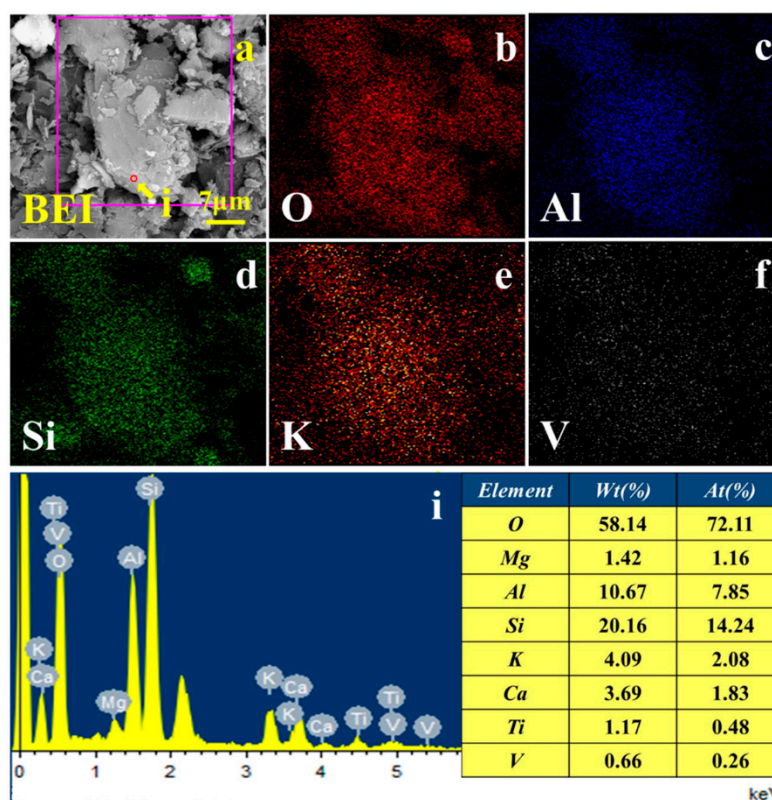 a
BEI
i
7μm
b
O
c
Al
d
Si
e
K
f
V
i
Ti
V
O
K
Ca
Mg
Al
Si
K
K
Ca
Ca
Ti
Ti
V
V
0 1 2 3 4 5
keV
Element Wt(%) At(%)
O 58.14 72.11
Mg 1.42 1.16
Al 10.67 7.85
Si 20.16 14.24
K 4.09 2.08
Ca 3.69 1.83
Ti 1.17 0.48
V 0.66 0.26